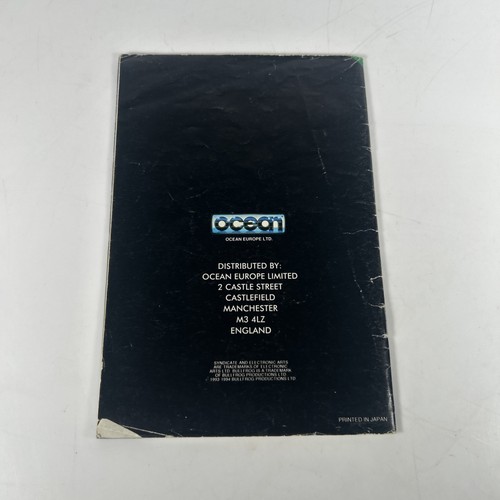 ocean
OCEAN EUROPE LTD.
DISTRIBUTED BY:
OCEAN EUROPE LIMITED
2 CASTLE STREET
CASTLEFIELD
MANCHESTER
M3 4LZ
ENGLAND
SYNDICATE AND ELECTRONIC ARTS
ARE TRADEMARKS OF ELECTRONIC
ARTS LTD. BULLFROG IS A TRADEMARK
OF BULLFROG PRODUCTIONS LTD
1993 1994 BULLFROG PRODUCTIONS LTD
PRINTED IN JAPAN